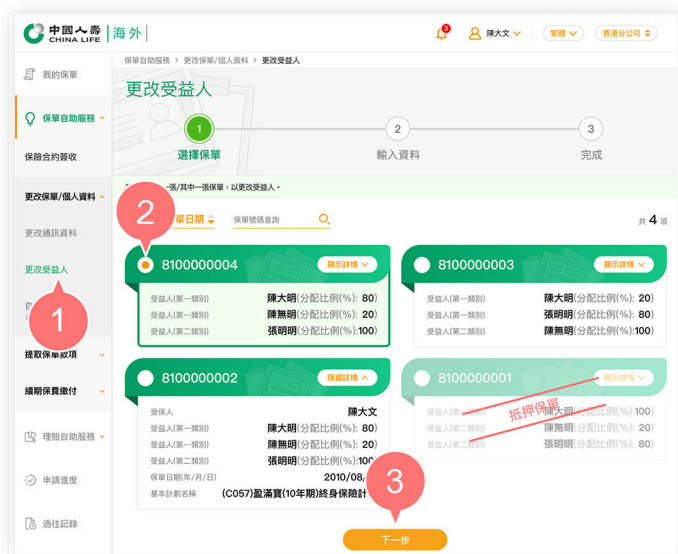 中國人壽 CHINA LIFE 海外
3
陳大文
繁體
香港分公司
我的保單
保單自助服務
保險合約簽收
更改保單/個人資料
更改通訊資料
更改受益人
1
提取保單款項
續期保費繳付
理賠自助服務
申請進度
過往記錄
保單自助服務 > 更改保單/個人資料 > 更改受益人
更改受益人
1 2 3
選擇保單 輸入資料 完成
一張/其中一張保單，以更改受益人。
2
單日期 保單號碼查詢 共 4 項
8100000004 顯示詳情
受益人(第一類別) 陳大明(分配比例(%): 80)
受益人(第一類別) 陳無明(分配比例(%): 20)
受益人(第二類別) 張明明(分配比例(%):100)
8100000003 顯示詳情
受益人(第一類別) 陳大明(分配比例(%): 20)
受益人(第一類別) 張明明(分配比例(%): 80)
受益人(第二類別) 陳無明(分配比例(%):100)
8100000002 隱藏詳情
受保人 陳大文
受益人(第一類別) 陳大明(分配比例(%): 80)
受益人(第一類別) 陳無明(分配比例(%): 20)
受益人(第二類別) 張明明(分配比例(%):100
保單日期(年/月/日) 2010/08/
基本計劃名稱 (C057)盈滿寶(10年期)終身保險計
8100000001 顯示詳情
受益人(第一類別) 陳大明(分配比例(%):100)
受益人(第二類別) 陳無明(分配比例(%): 20)
受益人(第二類別) 張明明(分配比例(%): 80)
抵押保單
3
下一步